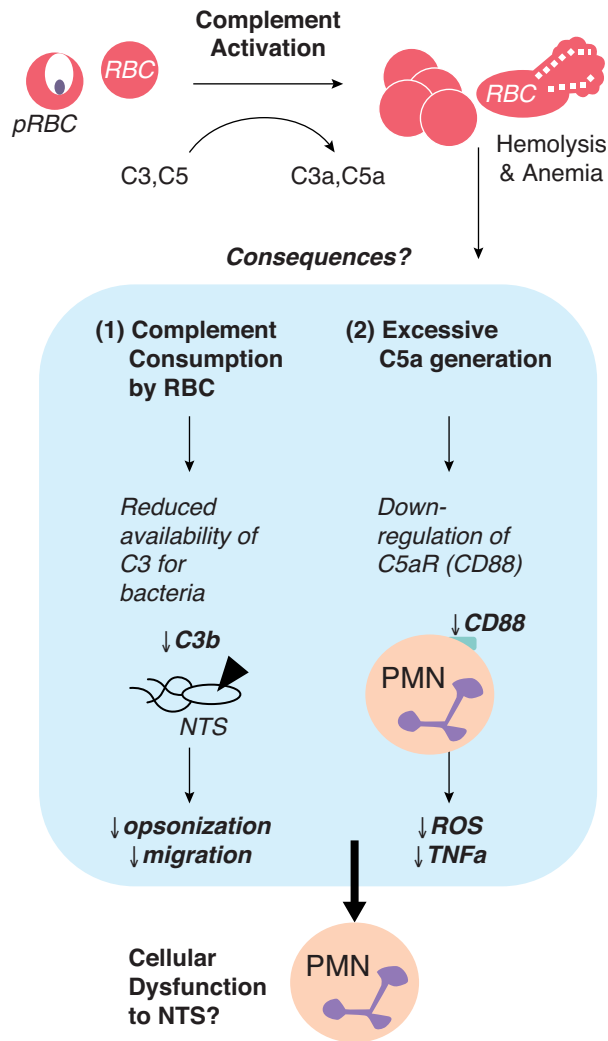 Complement
Activation
RBC
pRBC
RBC
C3,C5
C3a,C5a
Hemolysis
& Anemia
Consequences?
(1) Complement
Consumption
by RBC
Reduced
availability of
C3 for
bacteria
↓C3b
NTS
↓opsonization
↓migration
(2) Excessive
C5a generation
Down-
regulation of
C5aR (CD88)
↓CD88
PMN
↓ROS
↓TNFa
Cellular
Dysfunction
to NTS?
PMN